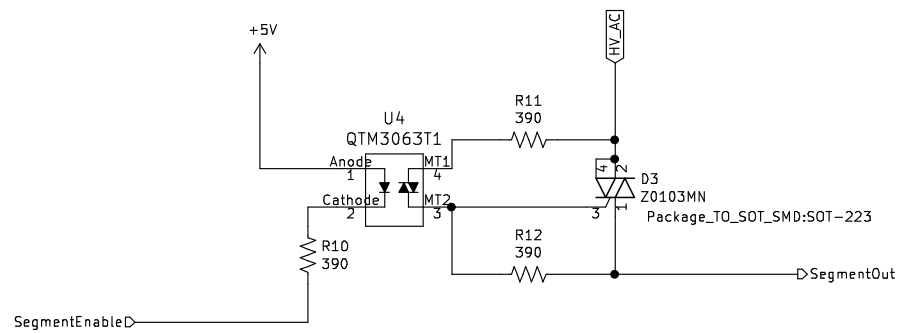 +5V
HV_AC
R11
390
U4
QTM3063T1
Anode
1
MT1
4
4
2
D3
Z0103MN
Package_TO_SOT_SMD:SOT-223
Cathode
2
MT2
3
3
1
R10
390
R12
390
SegmentOut
SegmentEnable